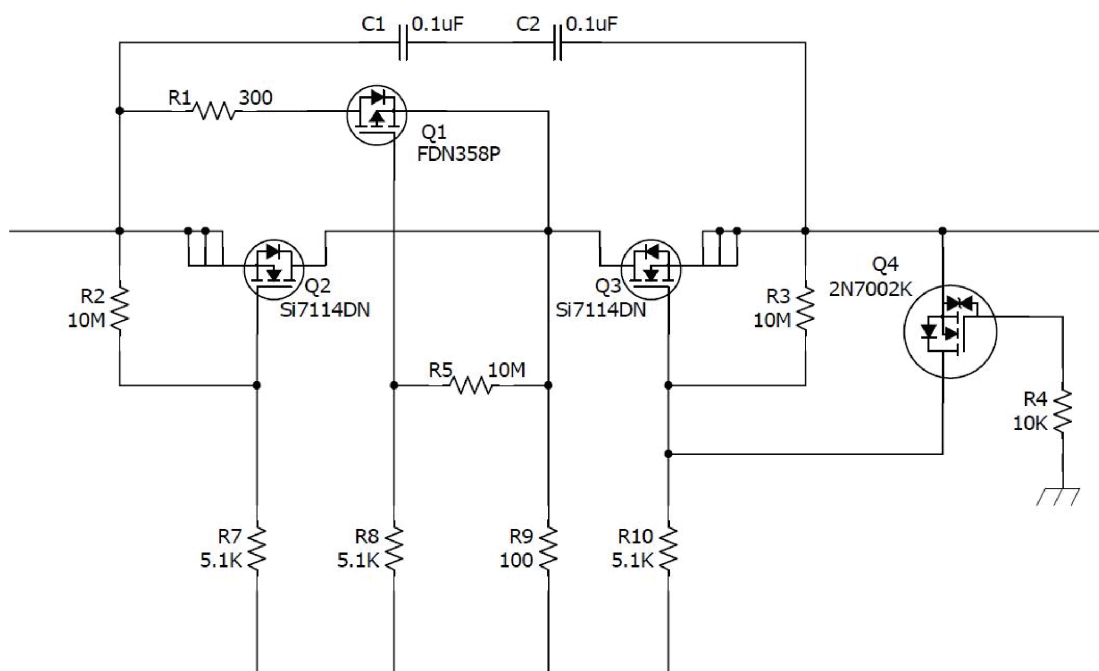 C1 0.1uF C2 0.1uF
R1 300
Q1
FDN358P
Q2
Si7114DN
Q3
Si7114DN
Q4
2N7002K
R2
10M
R3
10M
R5 10M
R4
10K
R7
5.1K
R8
5.1K
R9
100
R10
5.1K